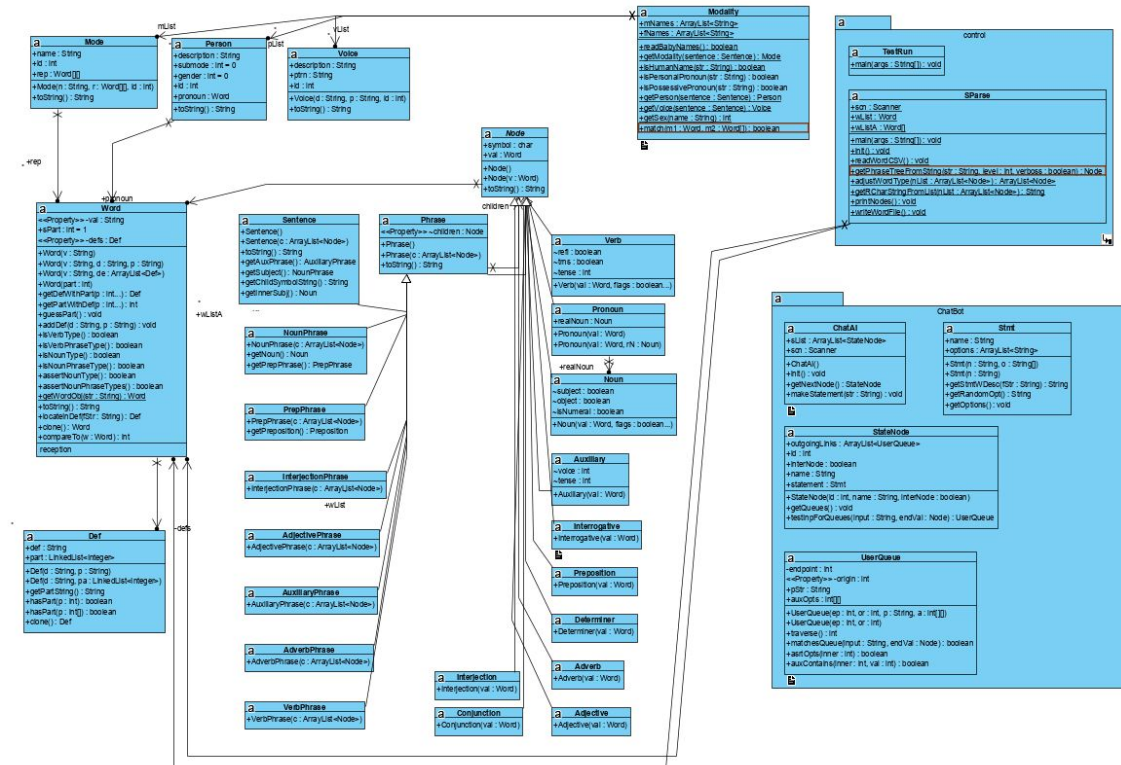 mList
vList
pList
a Mode
+name : String
+id : int
+rep : Word[][]
+Mode(n : String, r : Word[][], id : int)
+toString() : String
a Person
+description : String
+submode : int = 0
+gender : int = 0
+id : int
+pronoun : Word
+toString() : String
a Voice
+description : String
+ptrn : String
+id : int
+Voice(d : String, p : String, id : int)
+toString() : String
a Modality
+mNames : ArrayList<String>
+fNames : ArrayList<String>
+readBabyNames() : boolean
+getModality(sentence : Sentence) : Mode
+isHumanName(str : String) : boolean
+isPersonalPronoun(str : String) : boolean
+isPossessivePronoun(str : String) : boolean
+getPerson(sentence : Sentence) : Person
+getVoice(sentence : Sentence) : Voice
+getSex(name : String) : int
+match(m1 : Word, m2 : Word[]) : boolean
a
control
a TestRun
+main(args : String[]) : void
a SParse
+scn : Scanner
+wList : Word
+wListA : Word[]
+main(args : String[]) : void
+init() : void
+readWordCSV() : void
+getPhraseTreeFromString(str : String, level : int, verboss : boolean) : Node
+adjustWordType(nList : ArrayList<Node>) : ArrayList<Node>
+getRCharStringFromList(nList : ArrayList<Node>) : String
+printNodes() : void
+writeWordFile() : void
+rep
+pronoun
a Node
+symbol : char
+val : Word
+Node()
+Node(v : Word)
+toString() : String
children
a Word
<<Property>> -val : String
+sPart : int = 1
<<Property>> -defs : Def
+Word(v : String)
+Word(v : String, d : String, p : String)
+Word(v : String, de : ArrayList<Def>)
+Word(part : int)
+getDefWithPart(p : int...) : Def
+getPartWithDef(p : int...) : int
+guessPart() : void
+addDef(d : String, p : String) : void
+isVerbType() : boolean
+isVerbPhraseType() : boolean
+isNounType() : boolean
+isNounPhraseType() : boolean
+assertNounType() : boolean
+assertNounPhraseTypes() : boolean
+getWordObj(str : String) : Word
+toString() : String
+locateInDef(fStr : String) : Def
+clone() : Word
+compareTo(w : Word) : int
reception
+wListA
a Sentence
+Sentence()
+Sentence(c : ArrayList<Node>)
+toString() : String
+getAuxPhrase() : AuxiliaryPhrase
+getSubject() : NounPhrase
+getChildSymbolString() : String
+getInnerSubj() : Noun
a Phrase
<<Property>> ~children : Node
+Phrase()
+Phrase(c : ArrayList<Node>)
+toString() : String
a Verb
~refl : boolean
~trns : boolean
~tense : int
+Verb(val : Word, flags : boolean...)
a Pronoun
+realNoun : Noun
+Pronoun(val : Word)
+Pronoun(val : Word, rN : Noun)
+realNoun
a Noun
~subject : boolean
~object : boolean
~isNumeral : boolean
+Noun(val : Word, flags : boolean...)
a NounPhrase
+NounPhrase(c : ArrayList<Node>)
+getNoun() : Noun
+getPrepPhrase() : PrepPhrase
a PrepPhrase
+PrepPhrase(c : ArrayList<Node>)
+getPreposition() : Preposition
a InterjectionPhrase
+InterjectionPhrase(c : ArrayList<Node>)
+wList
a AdjectivePhrase
+AdjectivePhrase(c : ArrayList<Node>)
a AuxiliaryPhrase
+AuxiliaryPhrase(c : ArrayList<Node>)
a AdverbPhrase
+AdverbPhrase(c : ArrayList<Node>)
a VerbPhrase
+VerbPhrase(c : ArrayList<Node>)
a Auxiliary
~voice : int
~tense : int
+Auxiliary(val : Word)
a Interrogative
+Interrogative(val : Word)
a Preposition
+Preposition(val : Word)
a Determiner
+Determiner(val : Word)
a Adverb
+Adverb(val : Word)
a Adjective
+Adjective(val : Word)
a Interjection
+Interjection(val : Word)
a Conjunction
+Conjunction(val : Word)
-defs
a Def
+def : String
+part : LinkedList<Integer>
+Def(d : String, p : String)
+Def(d : String, pa : LinkedList<Integer>)
+getPartString() : String
+hasPart(p : int) : boolean
+hasPart(p : int[]) : boolean
+clone() : Def
a
ChatBot
a ChatAI
+sList : ArrayList<StateNode>
+scn : Scanner
+ChatAI()
+init() : void
+getNextNode() : StateNode
+makeStatement(str : String) : void
a Stmt
+name : String
+options : ArrayList<String>
+Stmt(n : String, o : String[])
+Stmt(n : String)
+getStmtWDesc(fStr : String) : String
+getRandomOpt() : String
+getOptions() : void
a StateNode
+outgoingLinks : ArrayList<UserQueue>
+id : int
+interNode : boolean
+name : String
+statement : Stmt
+StateNode(id : int, name : String, interNode : boolean)
+getQueues() : void
+testinpForQueues(input : String, endVal : Node) : UserQueue
a UserQueue
-endpoint : int
<<Property>> -origin : int
+pStr : String
+auxOpts : int[][]
+UserQueue(ep : int, or : int, p : String, a : int[][])
+UserQueue(ep : int, or : int)
+traverse() : int
+matchesQueue(input : String, endVal : Node) : boolean
+asrtOpts(inner : int) : boolean
+auxContains(inner : int, val : int) : boolean